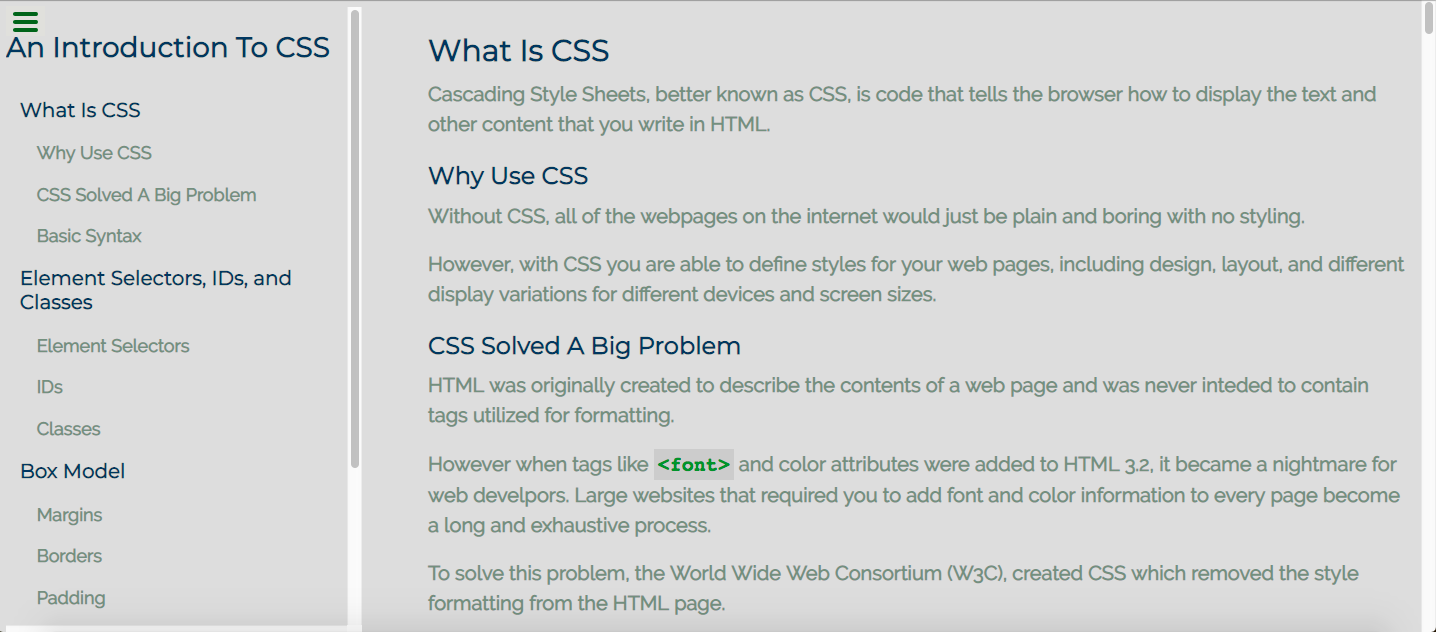 An Introduction To CSS
What Is CSS
Why Use CSS
CSS Solved A Big Problem
Basic Syntax
Element Selectors, IDs, and
Classes
Element Selectors
IDs
Classes
Box Model
Margins
Borders
Padding
What Is CSS
Cascading Style Sheets, better known as CSS, is code that tells the browser how to display the text and
other content that you write in HTML.
Why Use CSS
Without CSS, all of the webpages on the internet would just be plain and boring with no styling.
However, with CSS you are able to define styles for your web pages, including design, layout, and different
display variations for different devices and screen sizes.
CSS Solved A Big Problem
HTML was originally created to describe the contents of a web page and was never inteded to contain
tags utilized for formatting.
However when tags like <font> and color attributes were added to HTML 3.2, it became a nightmare for
web develpors. Large websites that required you to add font and color information to every page become
a long and exhaustive process.
To solve this problem, the World Wide Web Consortium (W3C), created CSS which removed the style
formatting from the HTML page.